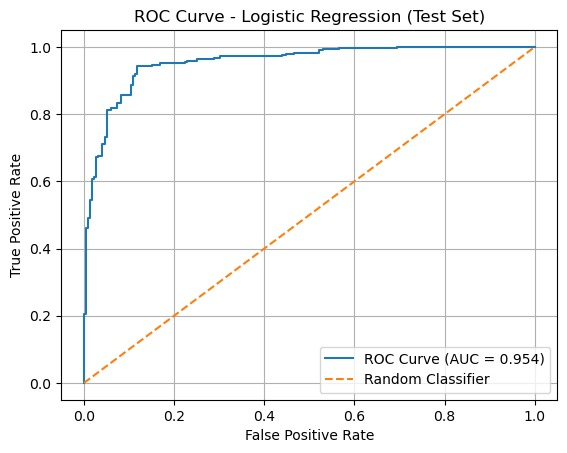 ROC Curve - Logistic Regression (Test Set)
1.0
0.8
0.6
0.4
0.2
0.0
True Positive Rate
ROC Curve (AUC = 0.954)
Random Classifier
0.0 0.2 0.4 0.6 0.8 1.0
False Positive Rate